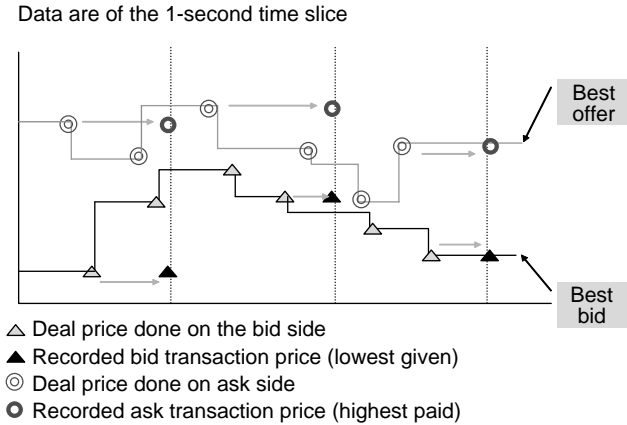 Data are of the 1-second time slice
Best
offer
Best
bid
Deal price done on the bid side
Recorded bid transaction price (lowest given)
Deal price done on ask side
Recorded ask transaction price (highest paid)